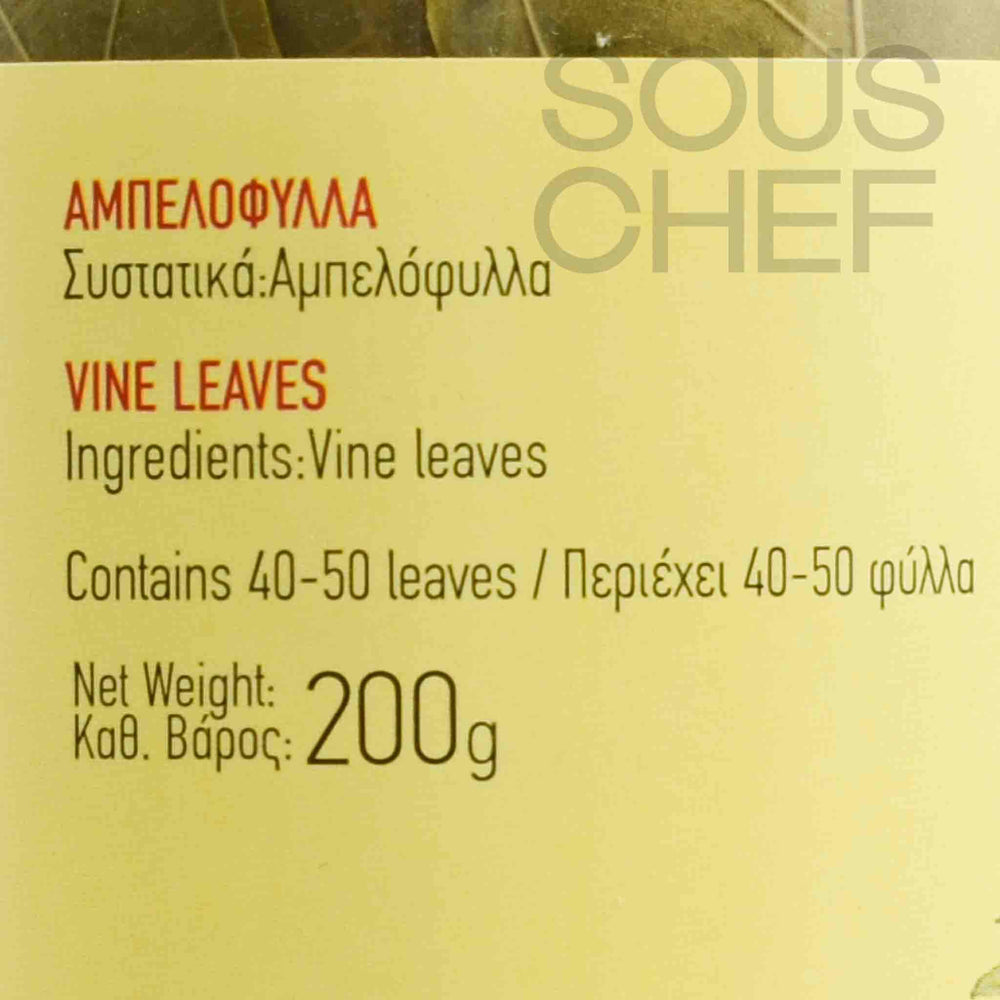 SOUS
CHEF
ΑΜΠΕΛΟΦΥΛΛΑ
Συστατικά:Αμπελόφυλλα
VINE LEAVES
Ingredients:Vine leaves
Contains 40-50 leaves / Περιέχει 40-50 φύλλα
Net Weight:
Καθ. Βάρος: 200g